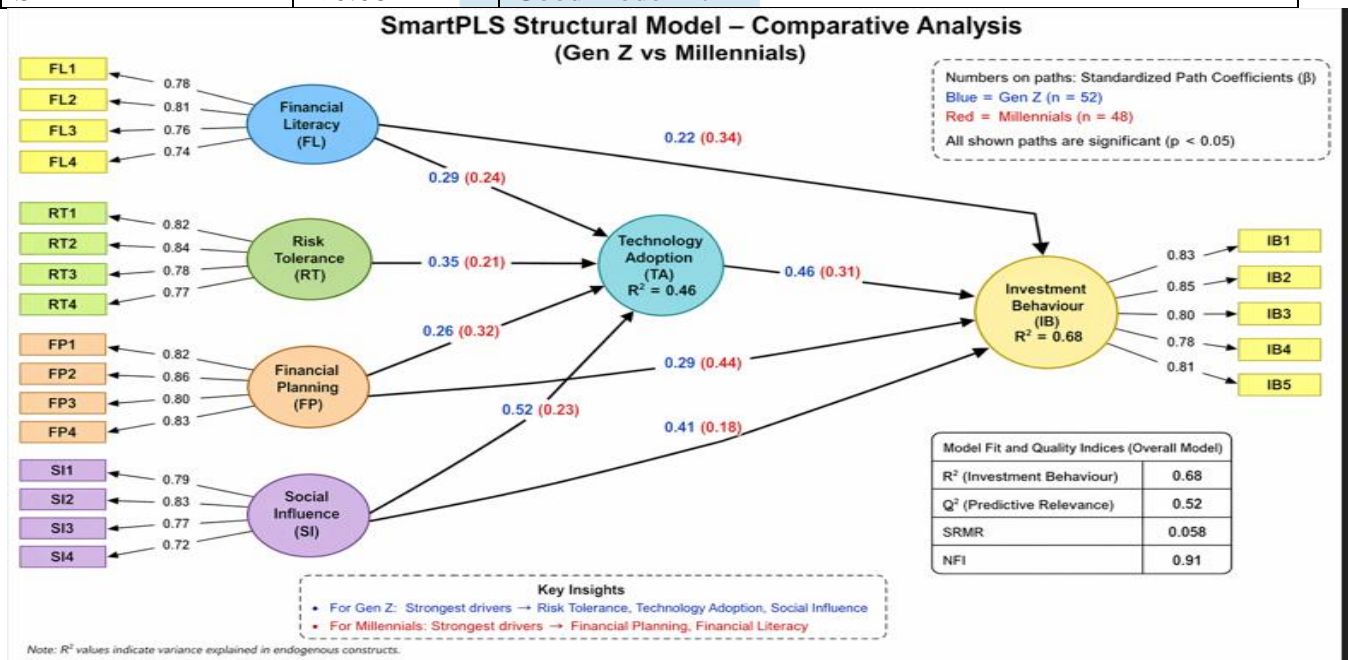 SmartPLS Structural Model – Comparative Analysis
(Gen Z vs Millennials)
Numbers on paths: Standardized Path Coefficients (β)
Blue = Gen Z (n = 52)
Red = Millennials (n = 48)
All shown paths are significant (p < 0.05)
FL1
FL2
FL3
FL4
0.78
0.81
0.76
0.74
Financial
Literacy
(FL)
0.22 (0.34)
0.29 (0.24)
RT1
RT2
RT3
RT4
0.82
0.84
0.78
0.77
Risk
Tolerance
(RT)
0.35 (0.21)
Technology
Adoption
(TA)
R² = 0.46
0.46 (0.31)
Investment
Behaviour
(IB)
R² = 0.68
0.83
0.85
0.80
0.78
0.81
IB1
IB2
IB3
IB4
IB5
FP1
FP2
FP3
FP4
0.82
0.86
0.80
0.83
Financial
Planning
(FP)
0.26 (0.32)
0.29 (0.44)
0.52 (0.23)
0.41 (0.18)
SI1
SI2
SI3
SI4
0.79
0.83
0.77
0.72
Social
Influence
(SI)
Model Fit and Quality Indices (Overall Model)
R² (Investment Behaviour) 0.68
Q² (Predictive Relevance) 0.52
SRMR 0.058
NFI 0.91
Key Insights
• For Gen Z: Strongest drivers → Risk Tolerance, Technology Adoption, Social Influence
• For Millennials: Strongest drivers → Financial Planning, Financial Literacy
Note: R² values indicate variance explained in endogenous constructs.